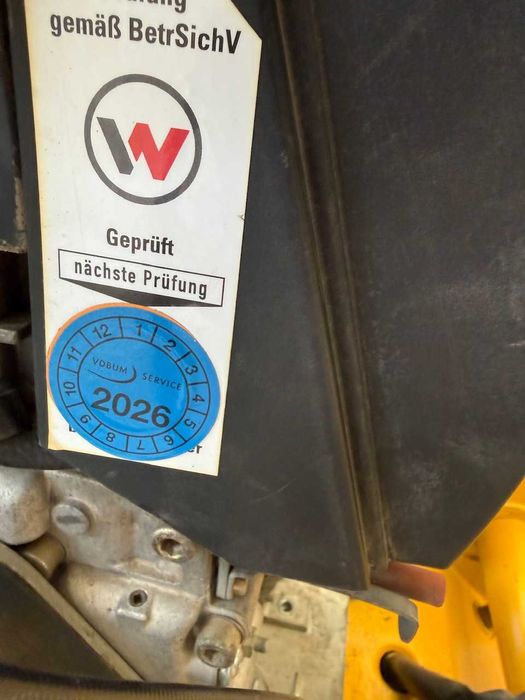 gemäß BetrSichV
Geprüft
nächste Prüfung
12 1 2 3 4 5 6 7 8 9 10 11
VOBUM SERVICE
2026